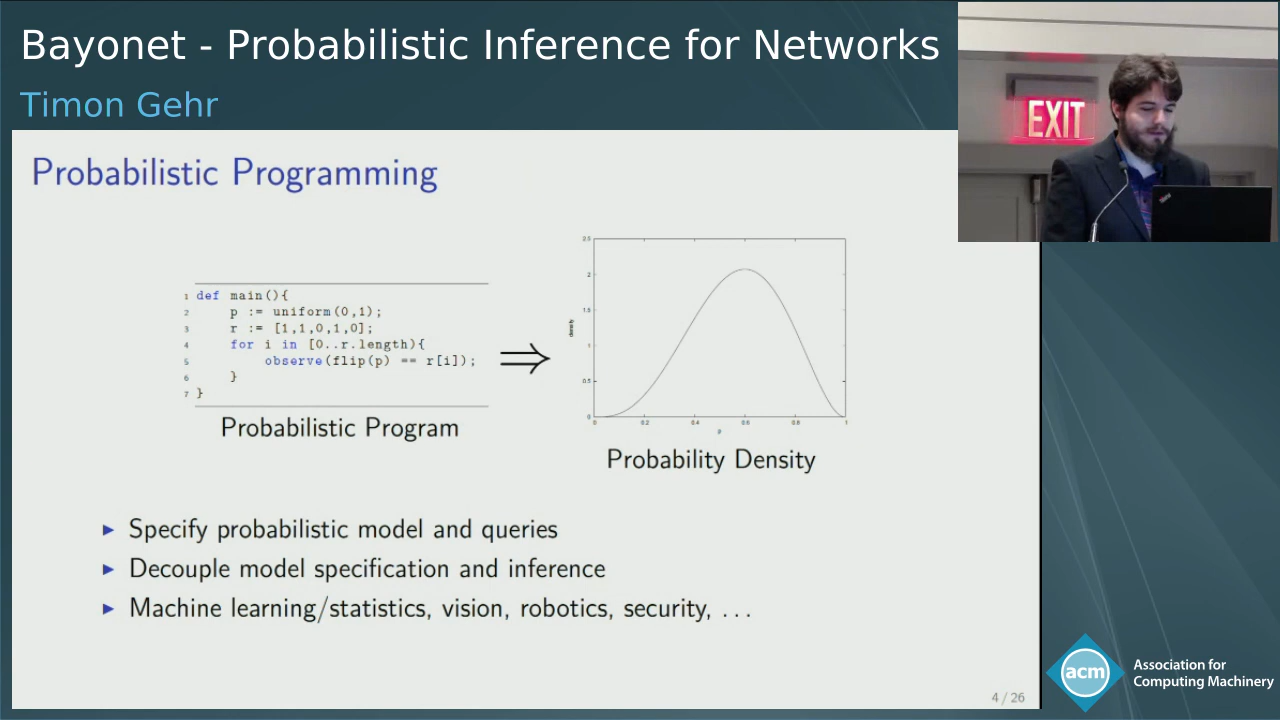 Bayonet - Probabilistic Inference for Networks
Timon Gehr
EXIT
Probabilistic Programming
1 def main(){
2 p := uniform(0,1);
3 r := [1,1,0,1,0];
4 for i in [0..r.length){
5 observe(flip(p) == r[i]);
6 }
7 }
Probabilistic Program
⇒
2.5
2
1.5
1
0.5
0
density
0 0.2 0.4 0.6 0.8 1
p
Probability Density
▶ Specify probabilistic model and queries
▶ Decouple model specification and inference
▶ Machine learning/statistics, vision, robotics, security, . . .
4 / 26
acm
Association for
Computing Machinery